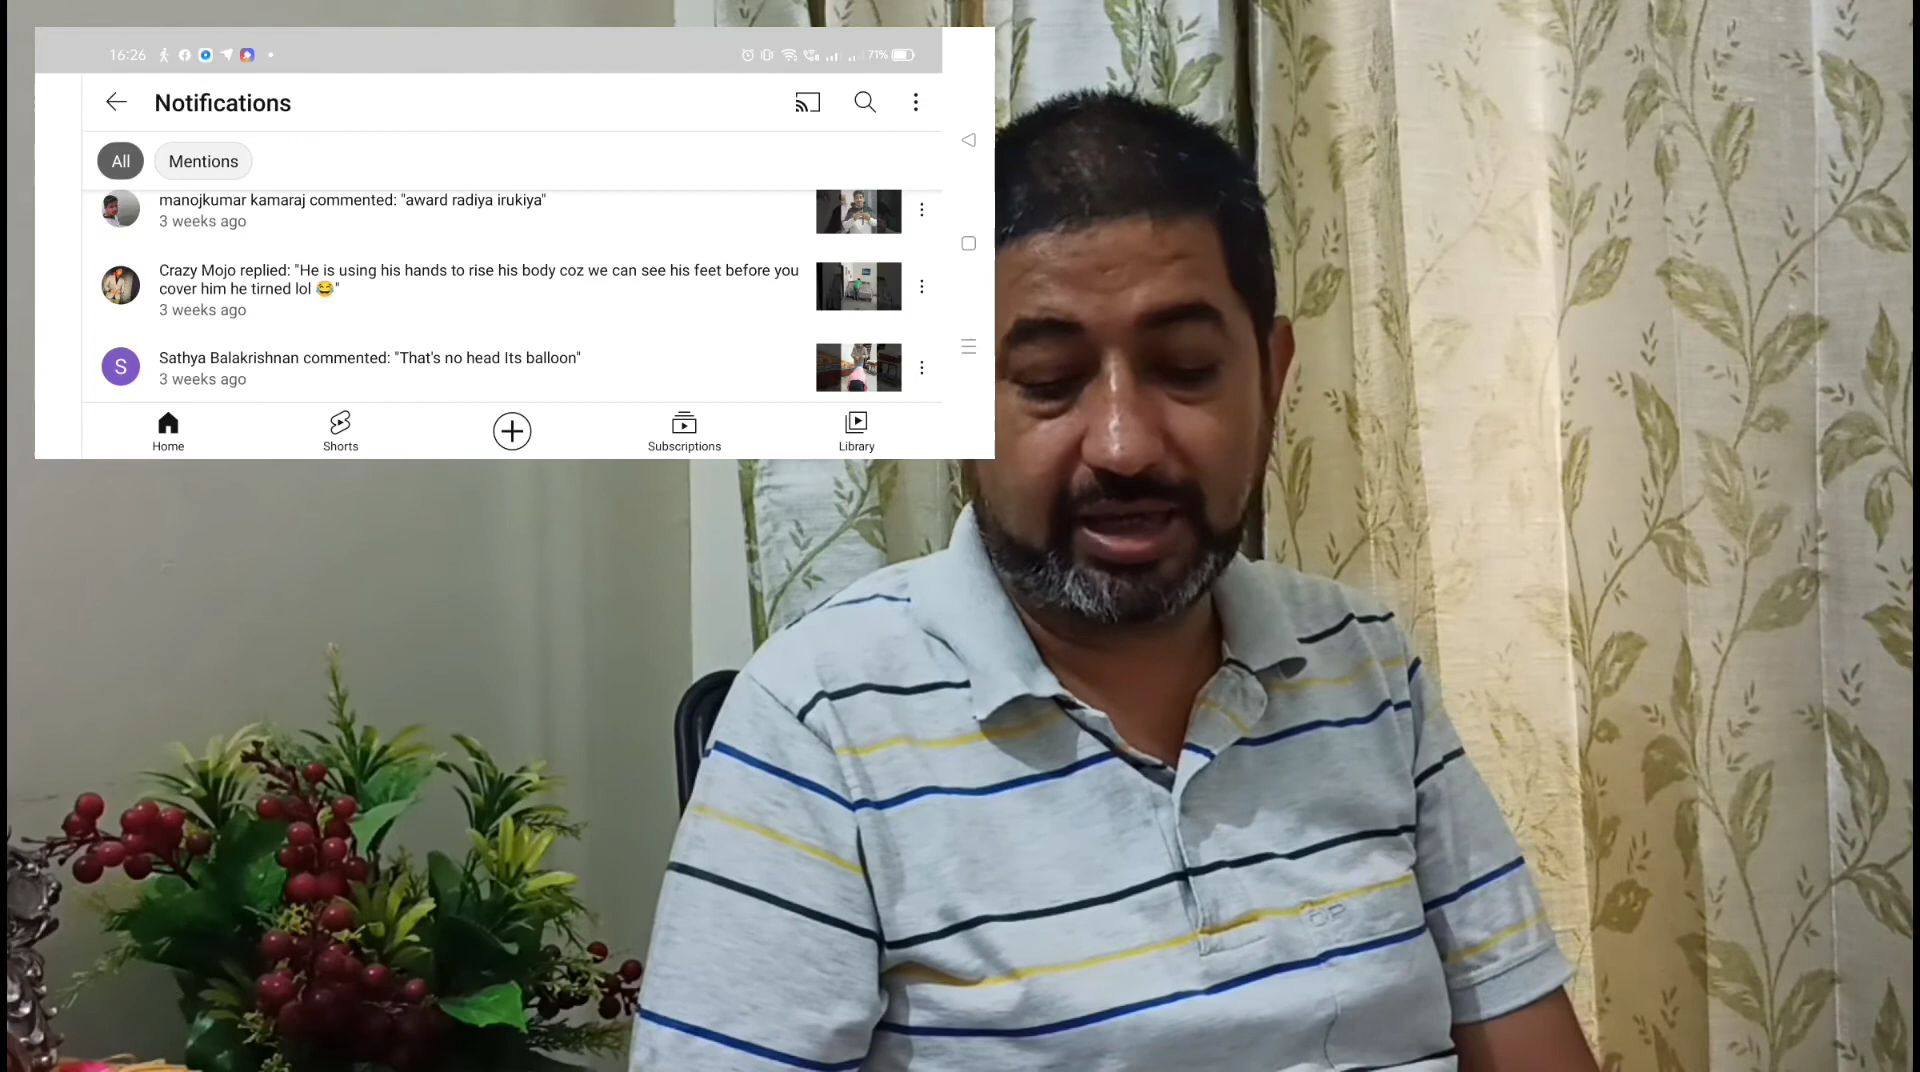 16:26
71%
Notifications
All
Mentions
manojkumar kamaraj commented: "award radiya irukiya"
3 weeks ago
Crazy Mojo replied: "He is using his hands to rise his body coz we can see his feet before you
cover him he tirned lol 😂"
3 weeks ago
Sathya Balakrishnan commented: "That's no head Its balloon"
3 weeks ago
S
Home
Shorts
Subscriptions
Library